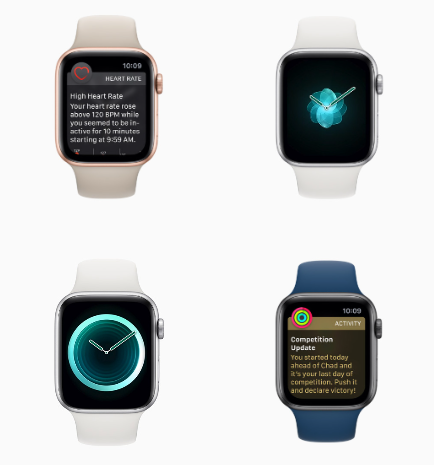 10:09
HEART RATE
High Heart Rate
Your heart rate rose
above 120 BPM while
you seemed to be in-
active for 10 minutes
starting at 9:59 AM.
10:09
ACTIVITY
Competition
Update
You started today
ahead of Chad and
it's your last day of
competition. Push it
and declare victory!